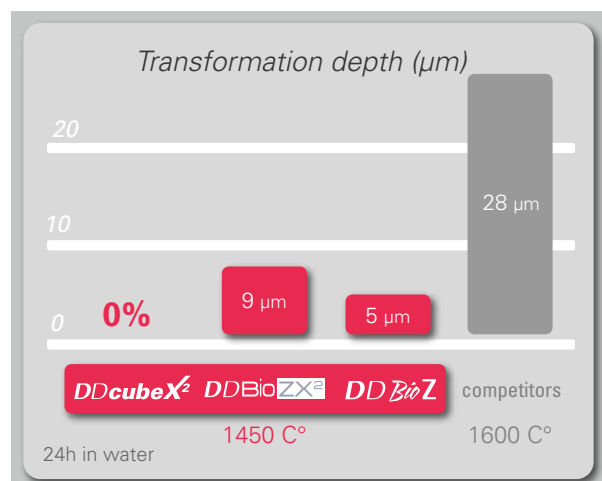 Transformation depth (µm)
20
28 µm
10
0
0%
9 µm
5 µm
DDcubeX² DDBioZX² DD Bio Z competitors
1450 C° 1600 C°
24h in water